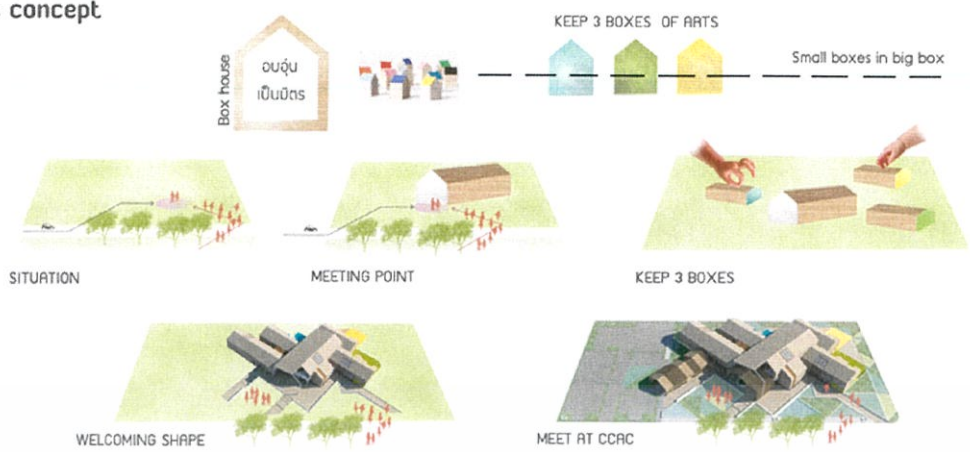 concept
Box house
อบอุ่น
เป็นมิตร
KEEP 3 BOXES OF ARTS
Small boxes in big box
SITUATION
MEETING POINT
KEEP 3 BOXES
WELCOMING SHAPE
MEET AT CCAC